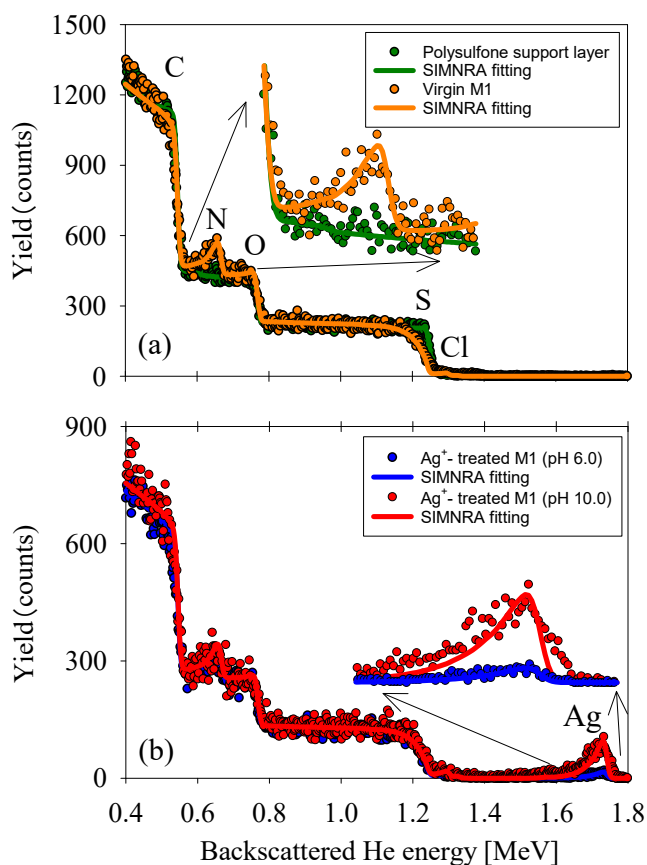 1500
1200
900
600
300
0
Yield (counts)
C
N
O
S
Cl
(a)
Polysulfone support layer
SIMNRA fitting
Virgin M1
SIMNRA fitting
900
600
300
0
Yield (counts)
Ag+- treated M1 (pH 6.0)
SIMNRA fitting
Ag+- treated M1 (pH 10.0)
SIMNRA fitting
Ag
(b)
0.4 0.6 0.8 1.0 1.2 1.4 1.6 1.8
Backscattered He energy [MeV]